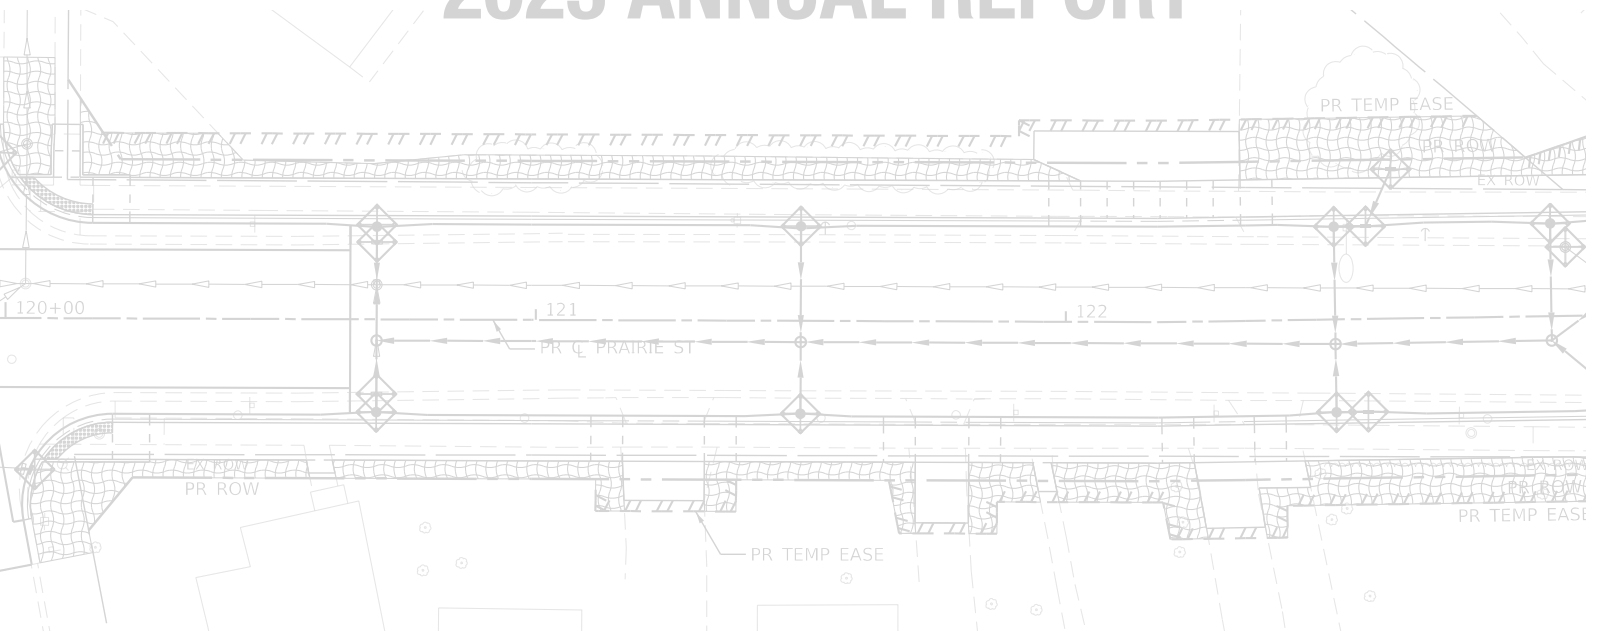 2023 ANNUAL REPORT
PR TEMP EASE
PR ROW
EX ROW
120+00
121
122
PR ℄ PRAIRIE ST
EX ROW
PR ROW
EX ROW
PR ROW
PR TEMP EASE
PR TEMP EASE